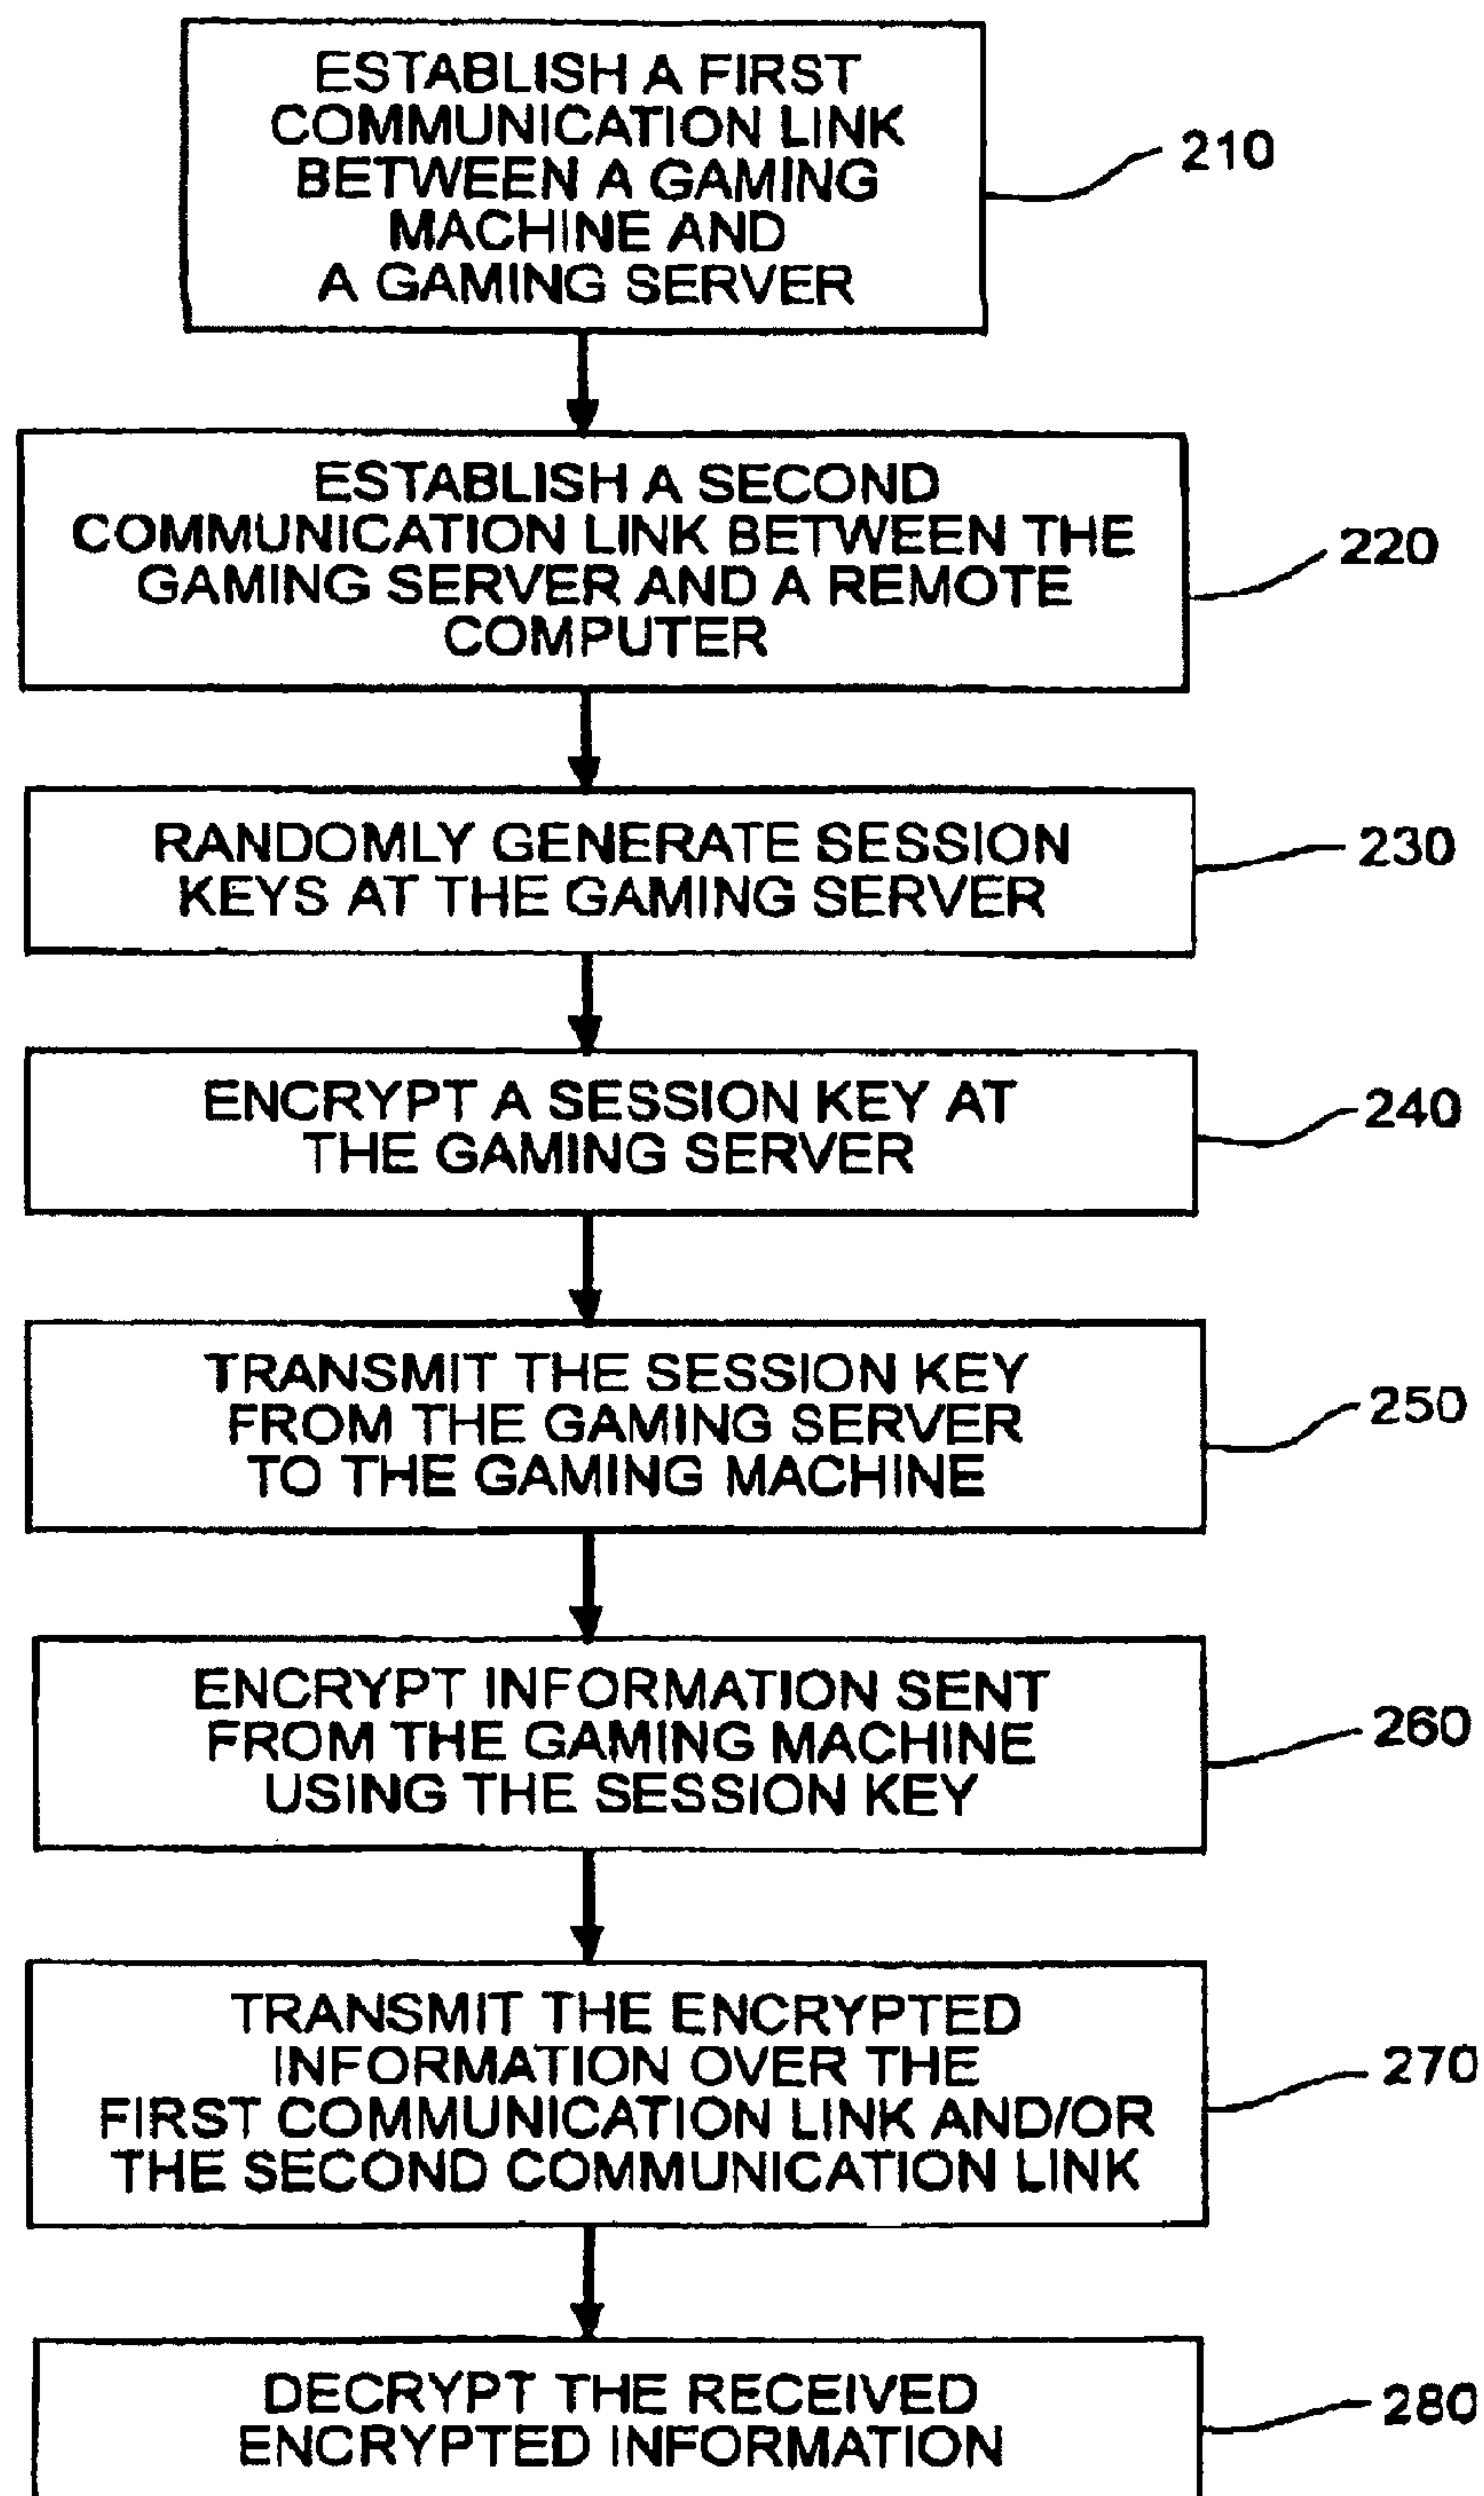 ESTABLISH A FIRST
COMMUNICATION LINK
BETWEEN A GAMING
MACHINE AND
A GAMING SERVER
210
ESTABLISH A SECOND
COMMUNICATION LINK BETWEEN THE
GAMING SERVER AND A REMOTE
COMPUTER
220
RANDOMLY GENERATE SESSION
KEYS AT THE GAMING SERVER
230
ENCRYPT A SESSION KEY AT
THE GAMING SERVER
240
TRANSMIT THE SESSION KEY
FROM THE GAMING SERVER
TO THE GAMING MACHINE
250
ENCRYPT INFORMATION SENT
FROM THE GAMING MACHINE
USING THE SESSION KEY
260
TRANSMIT THE ENCRYPTED
INFORMATION OVER THE
FIRST COMMUNICATION LINK AND/OR
THE SECOND COMMUNICATION LINK
270
DECRYPT THE RECEIVED
ENCRYPTED INFORMATION
280